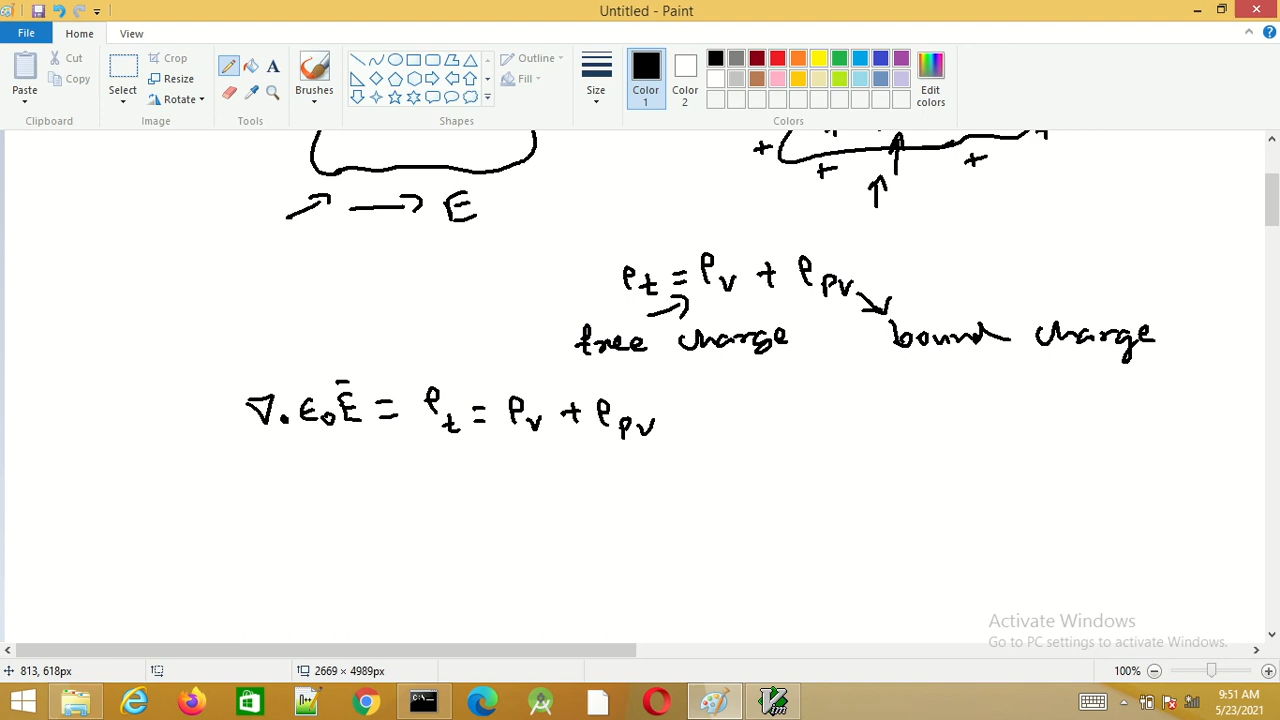 Untitled - Paint
File Home View
Paste Cut Copy Clipboard
Select Crop Resize Rotate Image
A Tools
Brushes
Shapes Outline Fill
Size
Color 1 Color 2 Edit colors Colors
+ + +
→ E
ρt = ρv + ρpv
free charge bound charge
∇.ε₀Ē = ρt = ρv + ρpv
Activate Windows
Go to PC settings to activate Windows.
813, 618px 2669 × 4989px 100%
9:51 AM
5/23/2021